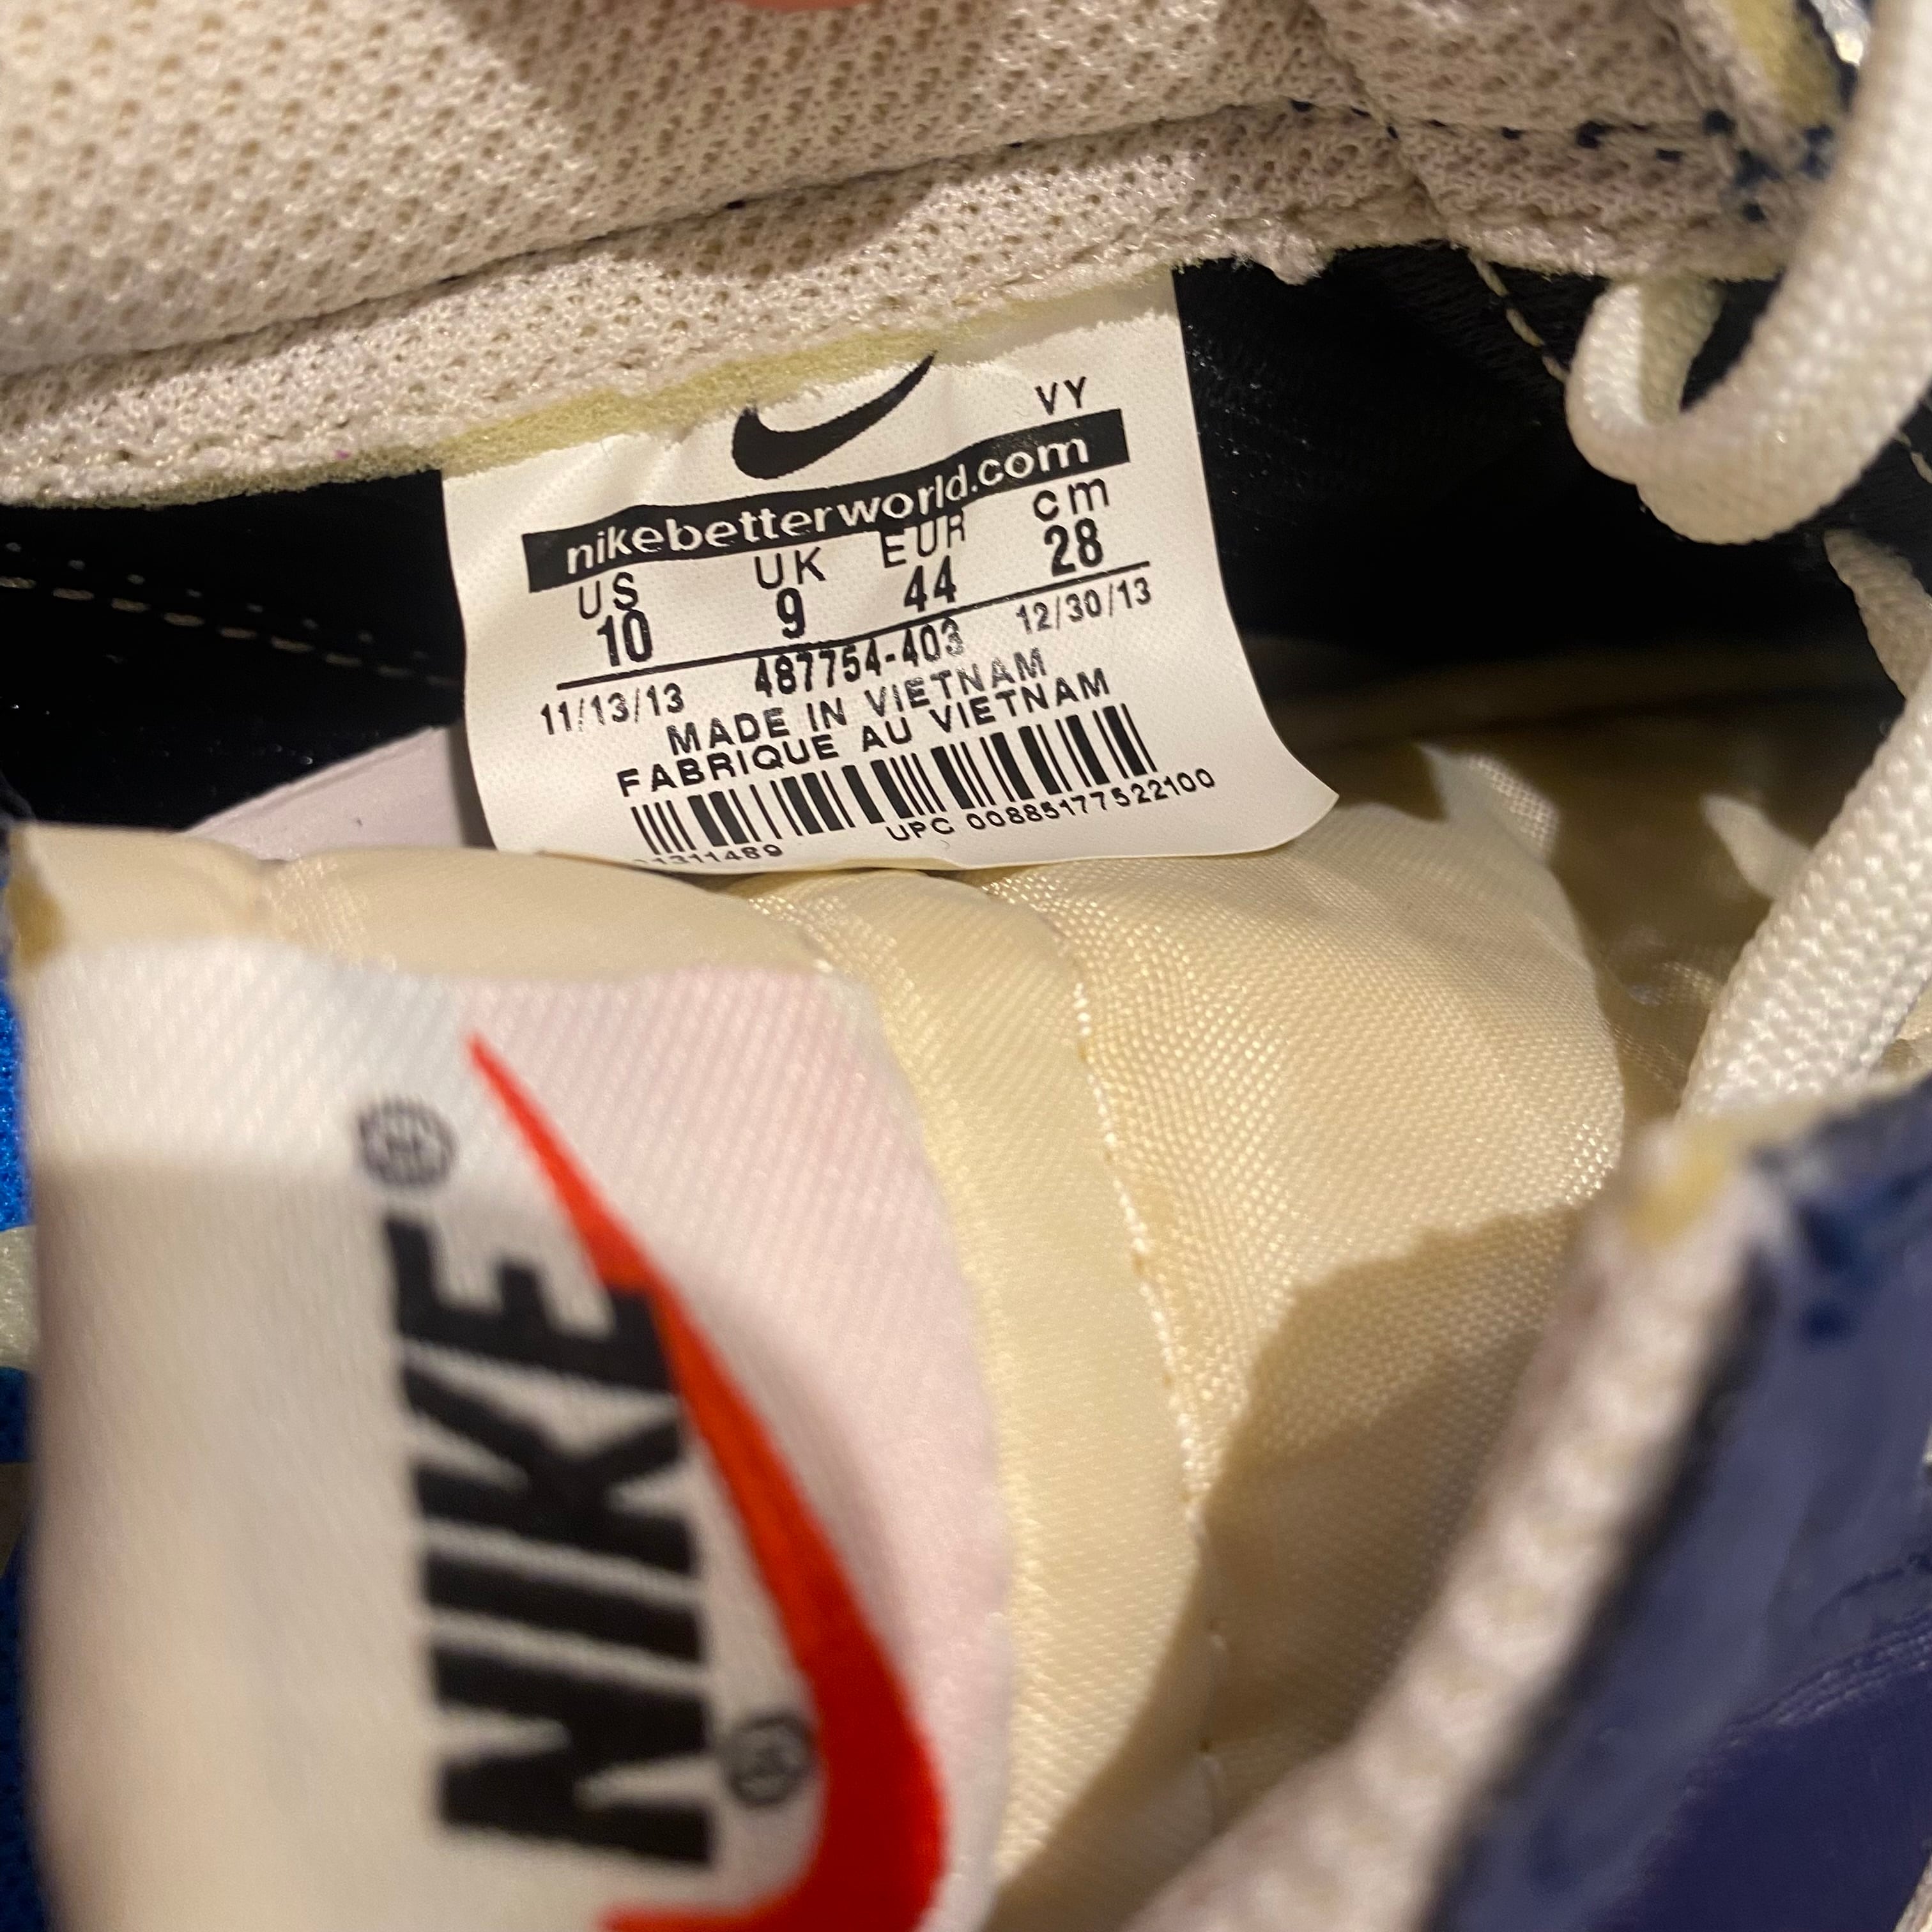 VY
nikebetterworld.com
US UK EUR cm
10 9 44 28
11/13/13 487754-403 12/30/13
MADE IN VIETNAM
FABRIQUE AU VIETNAM
UPC 00885177522100
NIKE